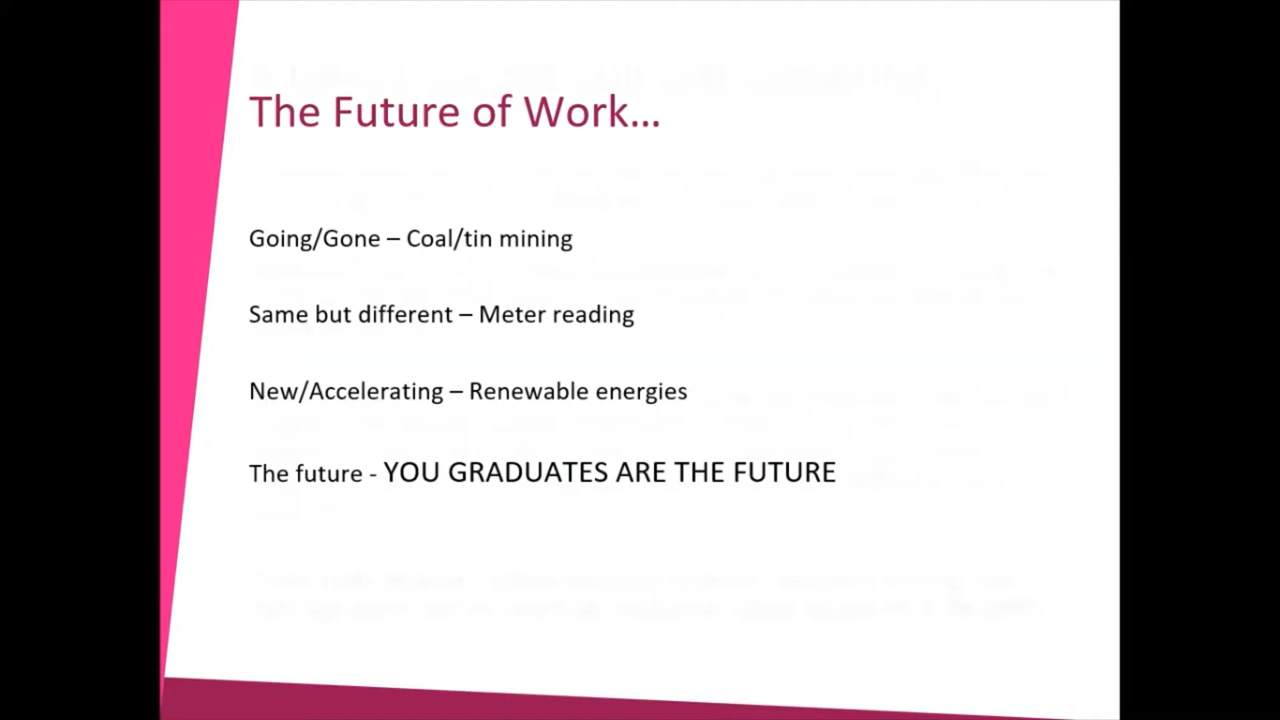 The Future of Work...
Going/Gone – Coal/tin mining
Same but different – Meter reading
New/Accelerating – Renewable energies
The future - YOU GRADUATES ARE THE FUTURE